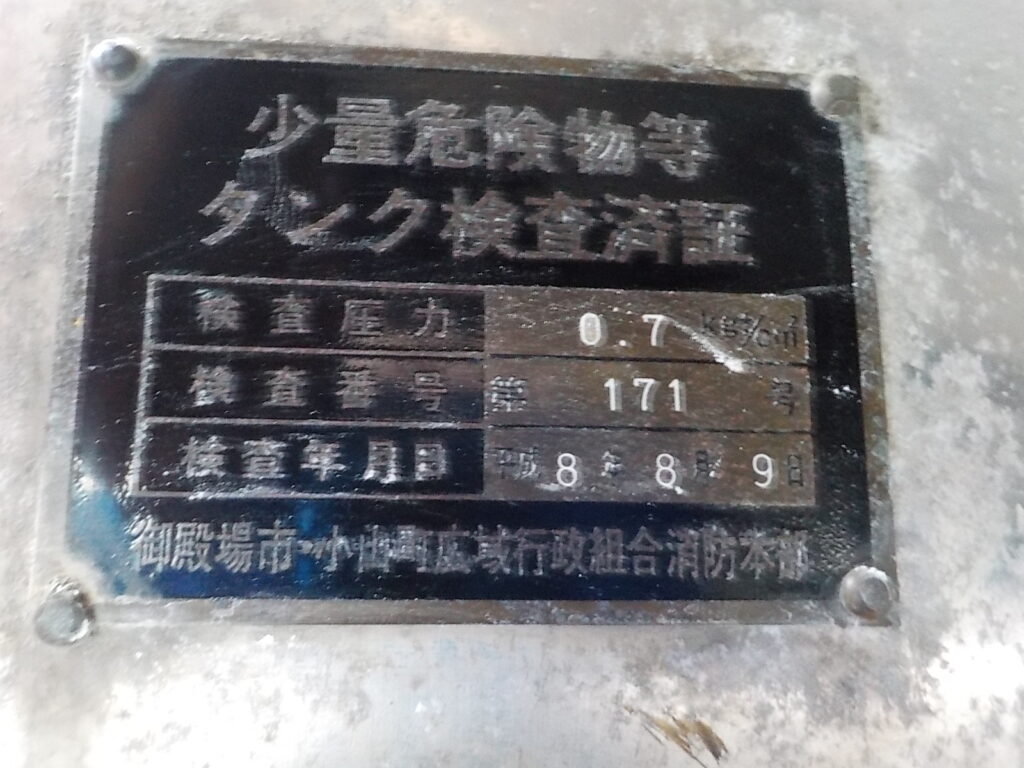 少量危険物等
タンク検査済証
検査圧力 0.7 kg/c㎡
検査番号 第 171 号
検査年月日 平成 8 年 8 月 9 日
御殿場市・小山町広域行政組合消防本部